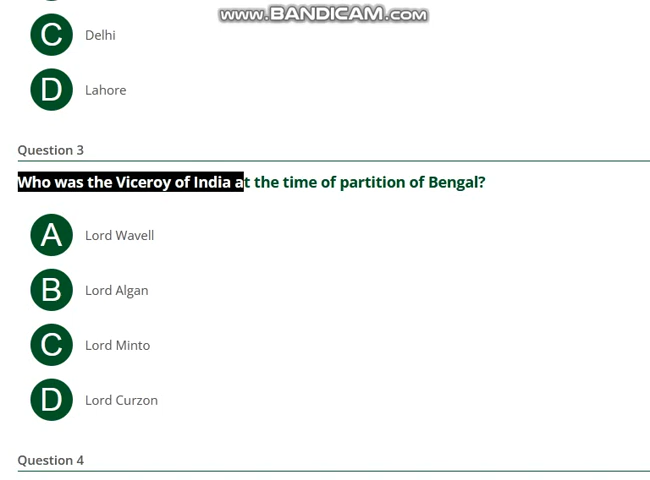 www.BANDICAM.com
C Delhi
D Lahore
Question 3
Who was the Viceroy of India at the time of partition of Bengal?
A Lord Wavell
B Lord Algan
C Lord Minto
D Lord Curzon
Question 4